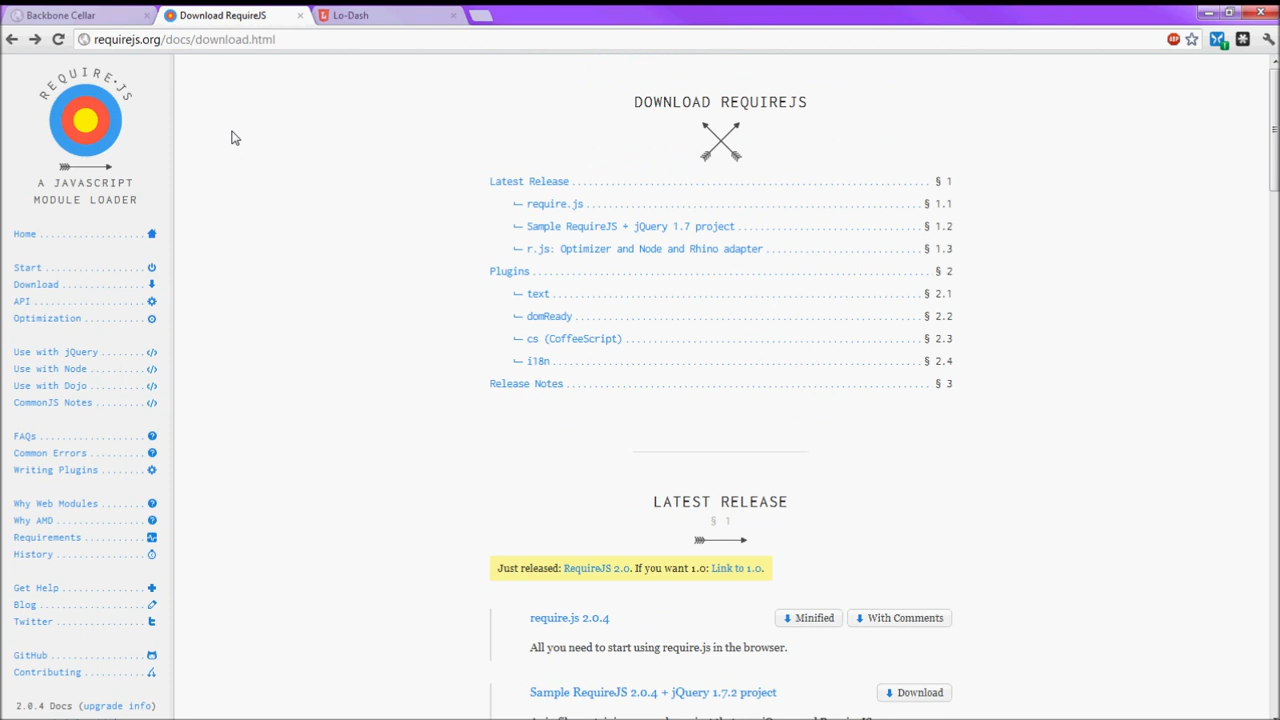 Backbone Cellar
Download RequireJS
Lo-Dash
requirejs.org/docs/download.html
ABP
1
REQUIRE.JS
A JAVASCRIPT
MODULE LOADER
Home
Start
Download
API
Optimization
Use with jQuery
Use with Node
Use with Dojo
CommonJS Notes
FAQs
Common Errors
Writing Plugins
Why Web Modules
Why AMD
Requirements
History
Get Help
Blog
Twitter
GitHub
Contributing
2.0.4 Docs (upgrade info)
DOWNLOAD REQUIREJS
Latest Release § 1
require.js § 1.1
Sample RequireJS + jQuery 1.7 project § 1.2
r.js: Optimizer and Node and Rhino adapter § 1.3
Plugins § 2
text § 2.1
domReady § 2.2
cs (CoffeeScript) § 2.3
i18n § 2.4
Release Notes § 3
LATEST RELEASE
§ 1
Just released: RequireJS 2.0. If you want 1.0: Link to 1.0.
require.js 2.0.4 Minified With Comments
All you need to start using require.js in the browser.
Sample RequireJS 2.0.4 + jQuery 1.7.2 project Download